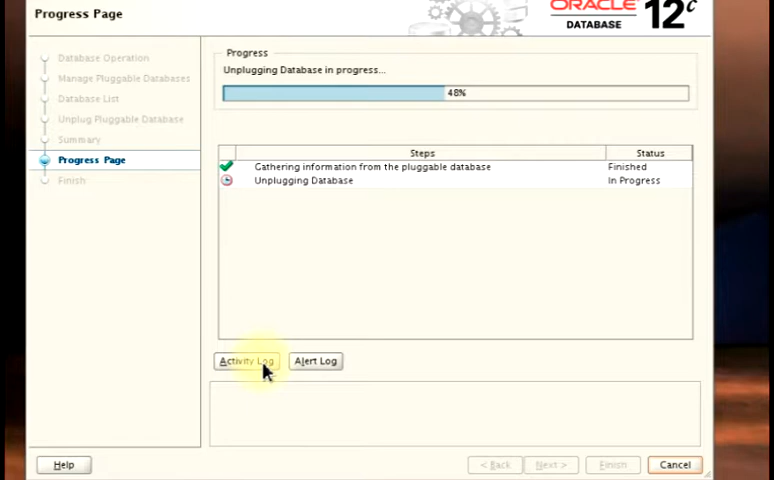 Progress Page
ORACLE
DATABASE 12c
Database Operation
Manage Pluggable Databases
Database List
Unplug Pluggable Database
Summary
Progress Page
Finish
Progress
Unplugging Database in progress...
48%
Steps Status
Gathering information from the pluggable database Finished
Unplugging Database In Progress
Activity Log Alert Log
Help < Back Next > Finish Cancel